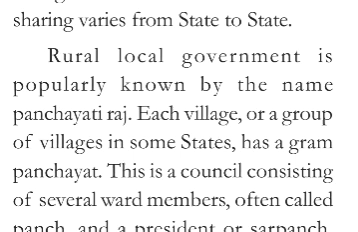 sharing varies from State to State.
Rural local government is
popularly known by the name
panchayati raj. Each village, or a group
of villages in some States, has a gram
panchayat. This is a council consisting
of several ward members, often called
panch, and a president or sarpanch.